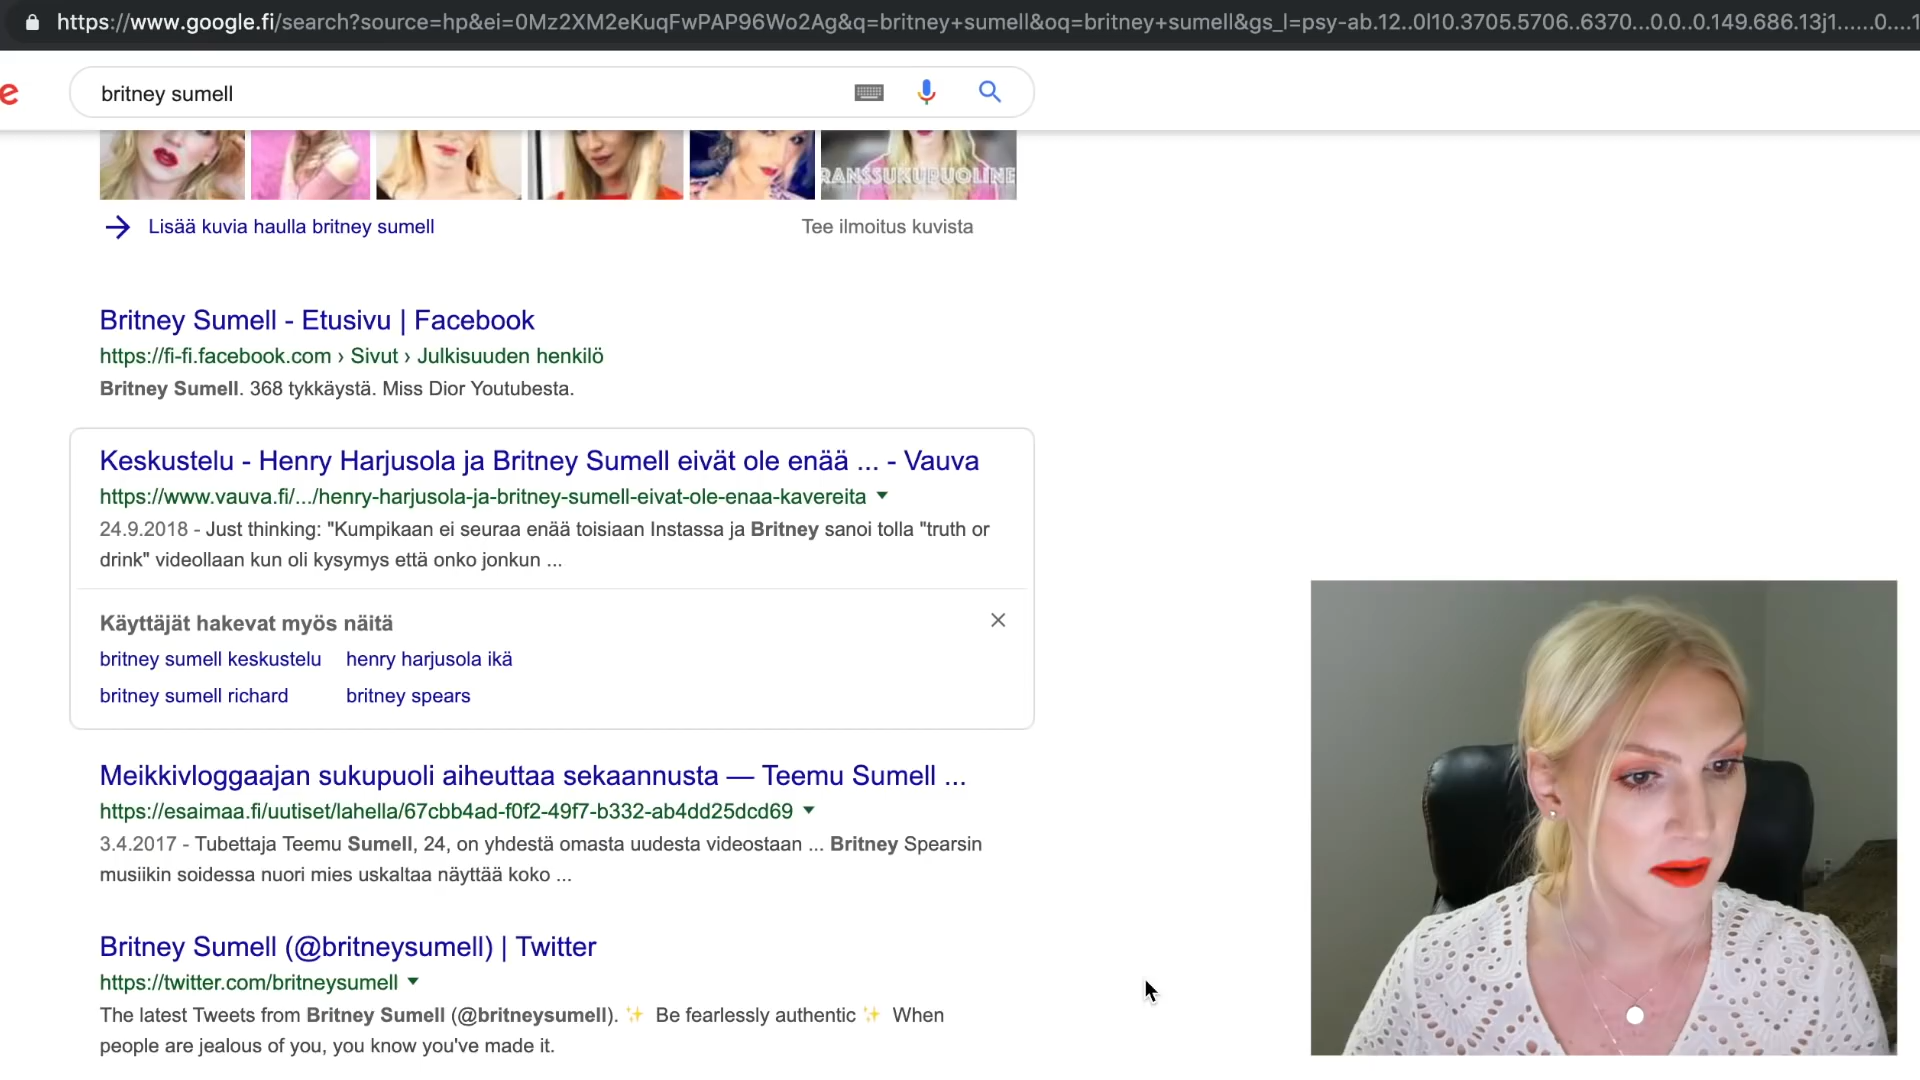 https://www.google.fi/search?source=hp&ei=0Mz2XM2eKuqFwPAP96Wo2Ag&q=britney+sumell&oq=britney+sumell&gs_l=psy-ab.12..0l10.3705.5706..6370...0.0..0.149.686.13j1......0....1
e
britney sumell
RANSSUKUPUOLINE
Lisää kuvia haulla britney sumell
Tee ilmoitus kuvista
Britney Sumell - Etusivu | Facebook
https://fi-fi.facebook.com › Sivut › Julkisuuden henkilö
Britney Sumell. 368 tykkäystä. Miss Dior Youtubesta.
Keskustelu - Henry Harjusola ja Britney Sumell eivät ole enää ... - Vauva
https://www.vauva.fi/.../henry-harjusola-ja-britney-sumell-eivat-ole-enaa-kavereita
24.9.2018 - Just thinking: "Kumpikaan ei seuraa enää toisiaan Instassa ja Britney sanoi tolla "truth or
drink" videollaan kun oli kysymys että onko jonkun ...
Käyttäjät hakevat myös näitä
britney sumell keskustelu henry harjusola ikä
britney sumell richard britney spears
Meikkivloggaajan sukupuoli aiheuttaa sekaannusta — Teemu Sumell ...
https://esaimaa.fi/uutiset/lahella/67cbb4ad-f0f2-49f7-b332-ab4dd25dcd69
3.4.2017 - Tubettaja Teemu Sumell, 24, on yhdestä omasta uudesta videostaan ... Britney Spearsin
musiikin soidessa nuori mies uskaltaa näyttää koko ...
Britney Sumell (@britneysumell) | Twitter
https://twitter.com/britneysumell
The latest Tweets from Britney Sumell (@britneysumell). ✨ Be fearlessly authentic ✨ When
people are jealous of you, you know you've made it.